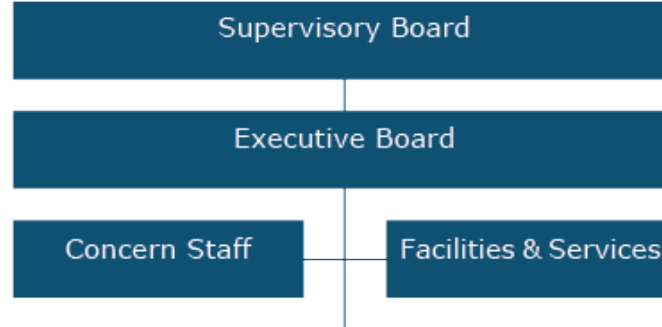 Supervisory Board
Executive Board
Concern Staff
Facilities & Services